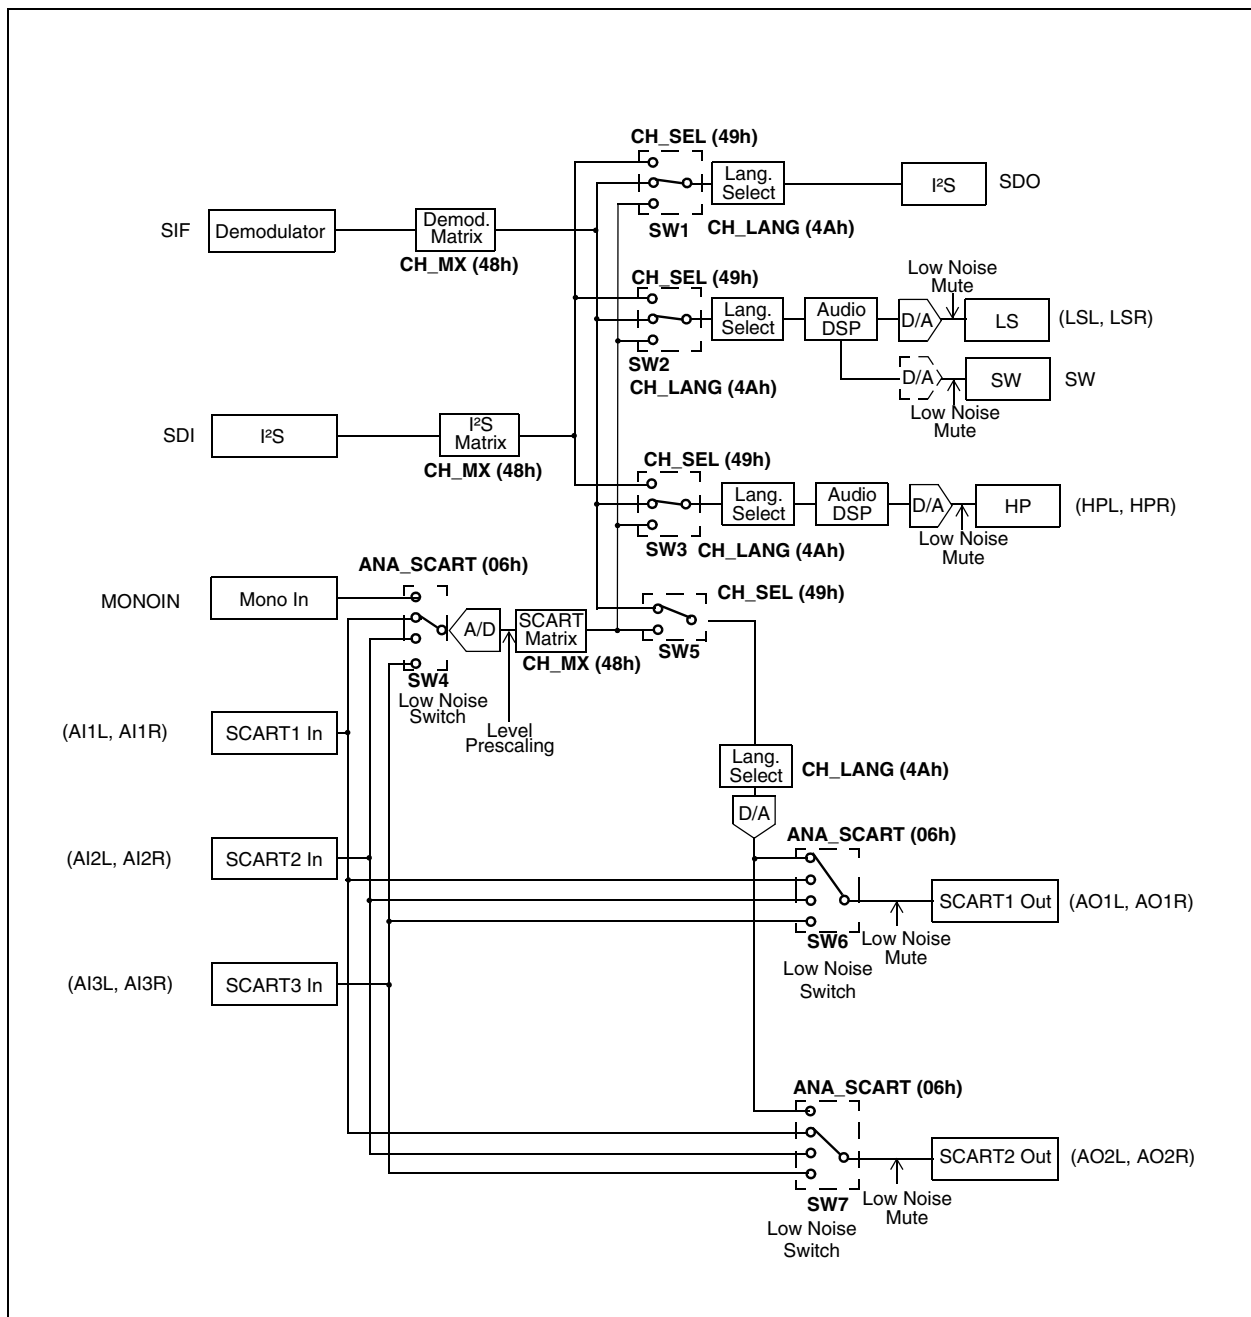 CH_SEL (49h)
Lang.
Select
I²S
SDO
SW1
CH_LANG (4Ah)
SIF
Demodulator
Demod.
Matrix
CH_MX (48h)
CH_SEL (49h)
Lang.
Select
Audio
DSP
D/A
Low Noise
Mute
LS
(LSL, LSR)
SW2
CH_LANG (4Ah)
D/A
SW
SW
Low Noise
Mute
SDI
I²S
I²S
Matrix
CH_MX (48h)
CH_SEL (49h)
Lang.
Select
Audio
DSP
D/A
HP
(HPL, HPR)
Low Noise
Mute
SW3
CH_LANG (4Ah)
ANA_SCART (06h)
MONOIN
Mono In
A/D
SCART
Matrix
CH_MX (48h)
CH_SEL (49h)
SW5
SW4
Low Noise
Switch
Level
Prescaling
(AI1L, AI1R)
SCART1 In
Lang.
Select
CH_LANG (4Ah)
D/A
ANA_SCART (06h)
(AI2L, AI2R)
SCART2 In
SCART1 Out
(AO1L, AO1R)
SW6
Low Noise
Mute
Low Noise
Switch
(AI3L, AI3R)
SCART3 In
ANA_SCART (06h)
SCART2 Out
(AO2L, AO2R)
SW7
Low Noise
Mute
Low Noise
Switch